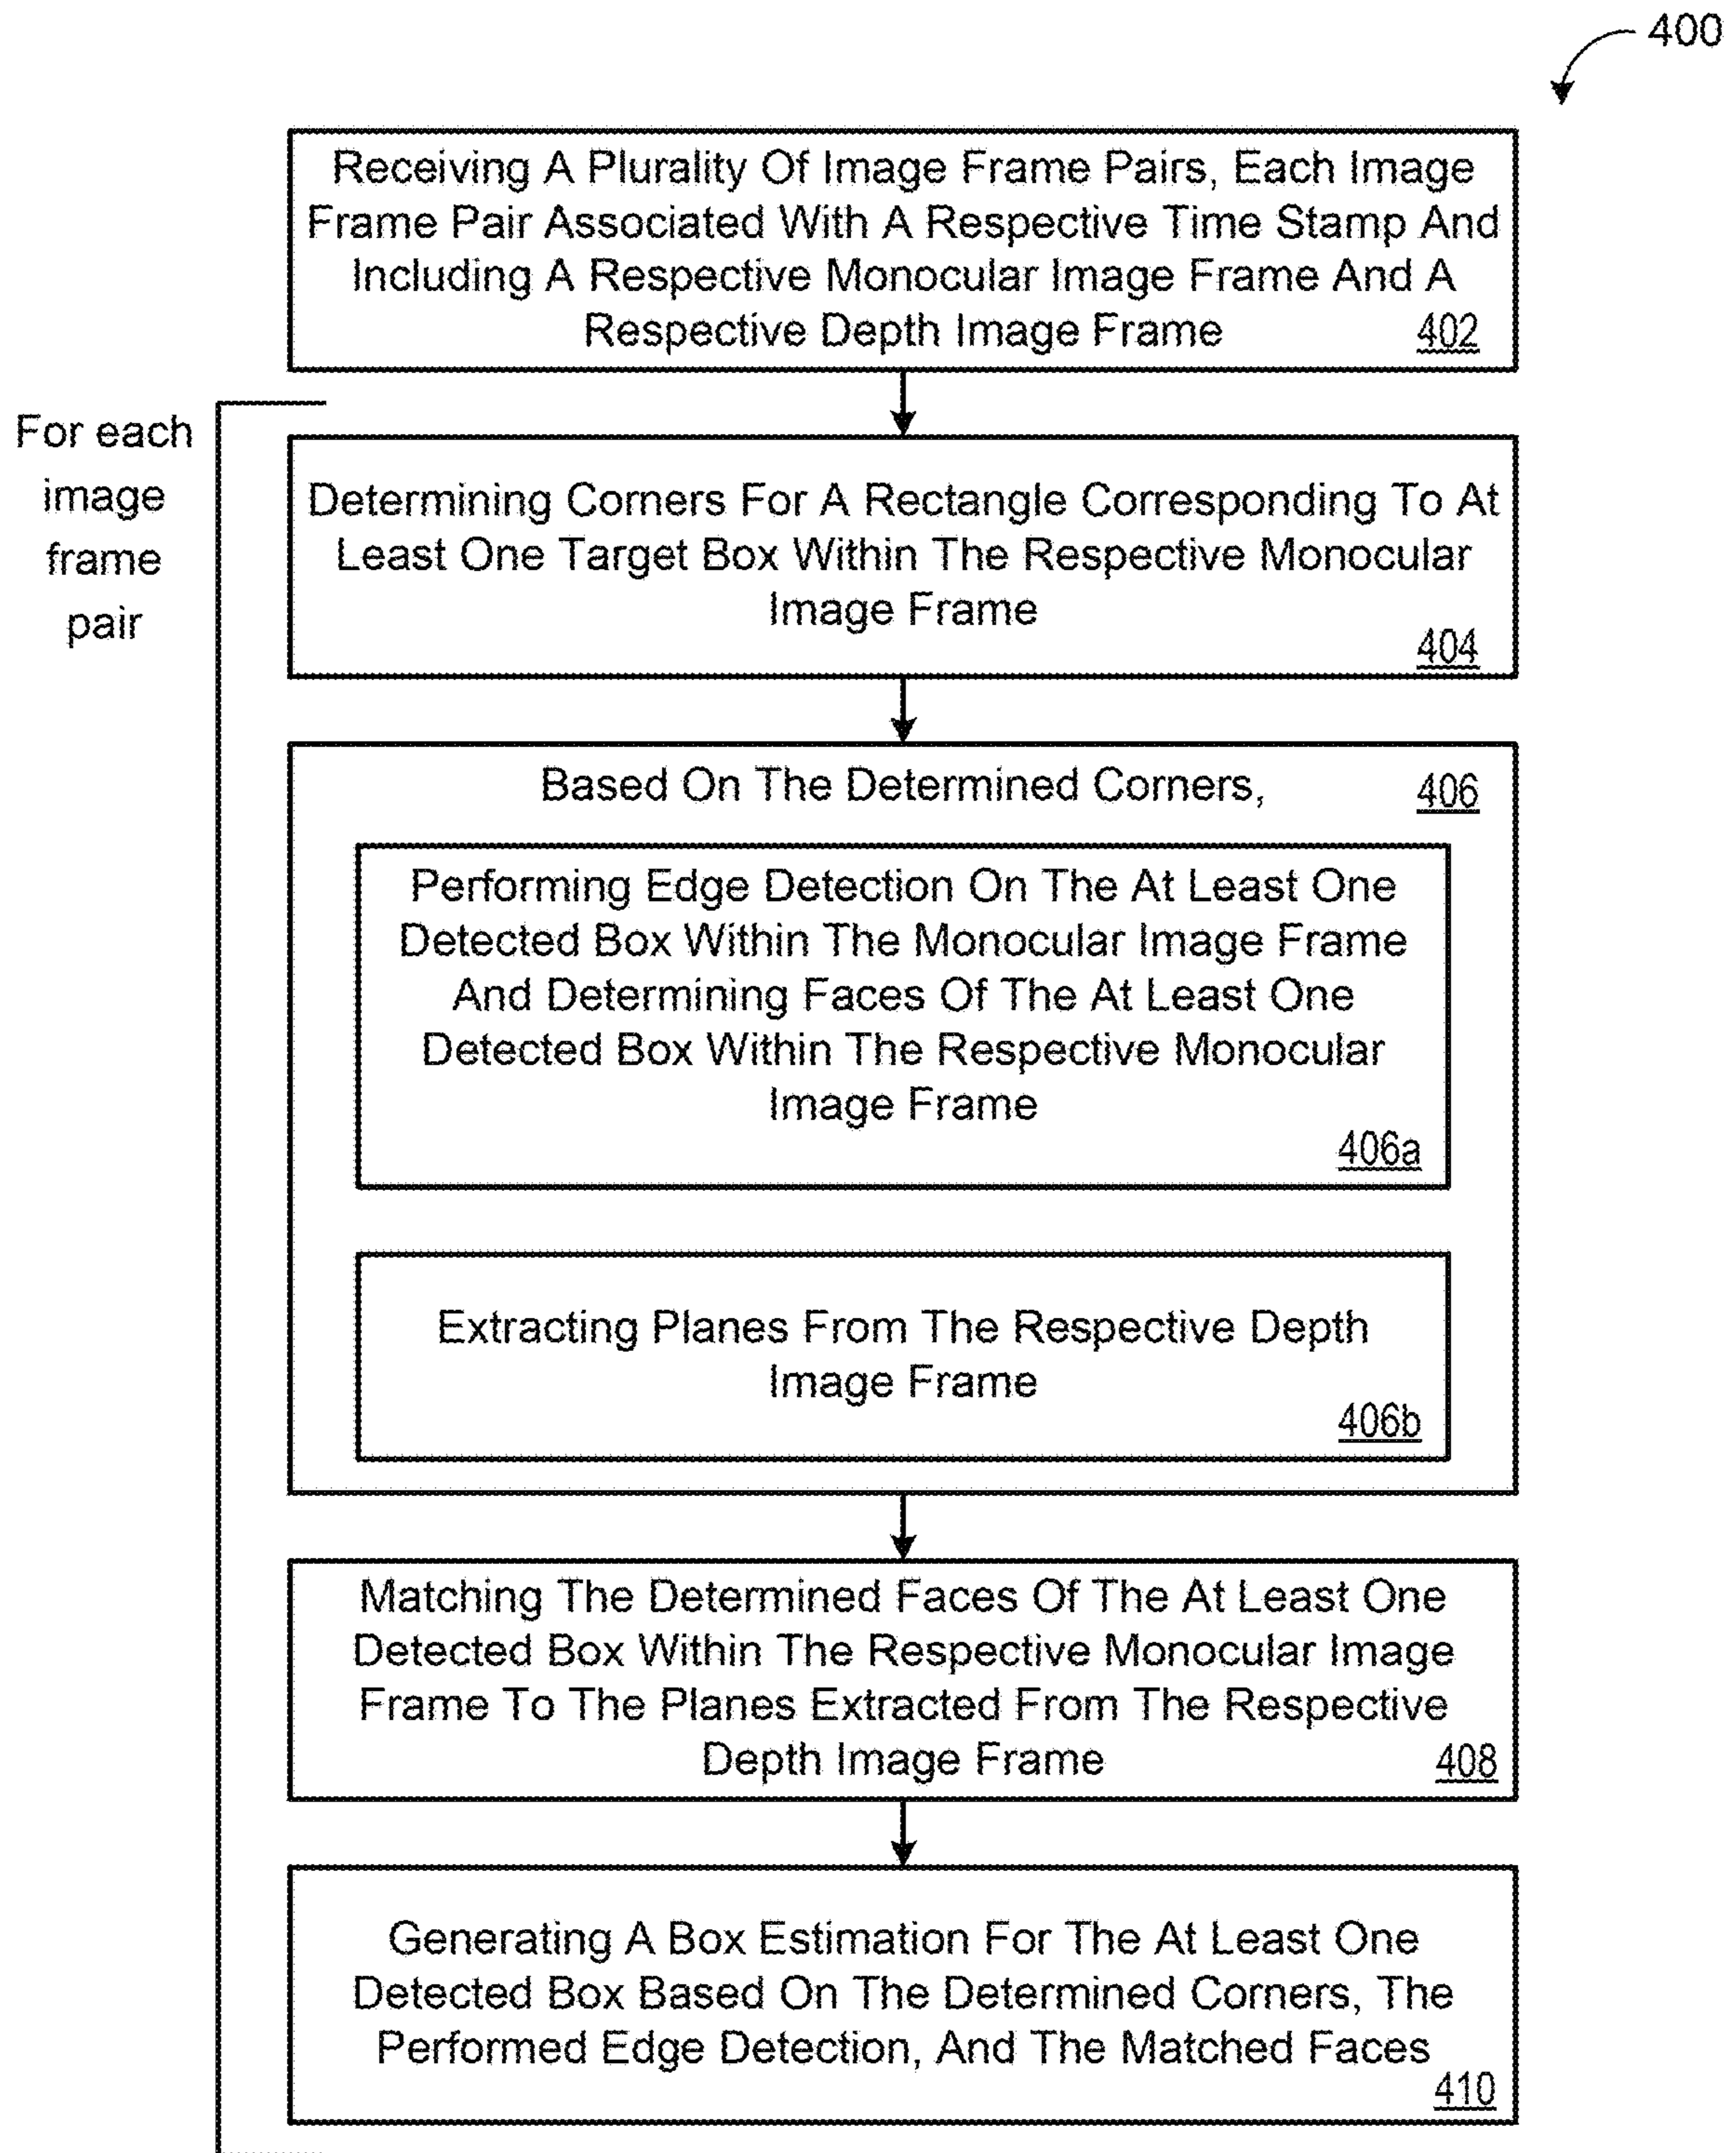 400
Receiving A Plurality Of Image Frame Pairs, Each Image
Frame Pair Associated With A Respective Time Stamp And
Including A Respective Monocular Image Frame And A
Respective Depth Image Frame
402
For each
image
frame
pair
Determining Corners For A Rectangle Corresponding To At
Least One Target Box Within The Respective Monocular
Image Frame
404
Based On The Determined Corners,
406
Performing Edge Detection On The At Least One
Detected Box Within The Monocular Image Frame
And Determining Faces Of The At Least One
Detected Box Within The Respective Monocular
Image Frame
406a
Extracting Planes From The Respective Depth
Image Frame
406b
Matching The Determined Faces Of The At Least One
Detected Box Within The Respective Monocular Image
Frame To The Planes Extracted From The Respective
Depth Image Frame
408
Generating A Box Estimation For The At Least One
Detected Box Based On The Determined Corners, The
Performed Edge Detection, And The Matched Faces
410